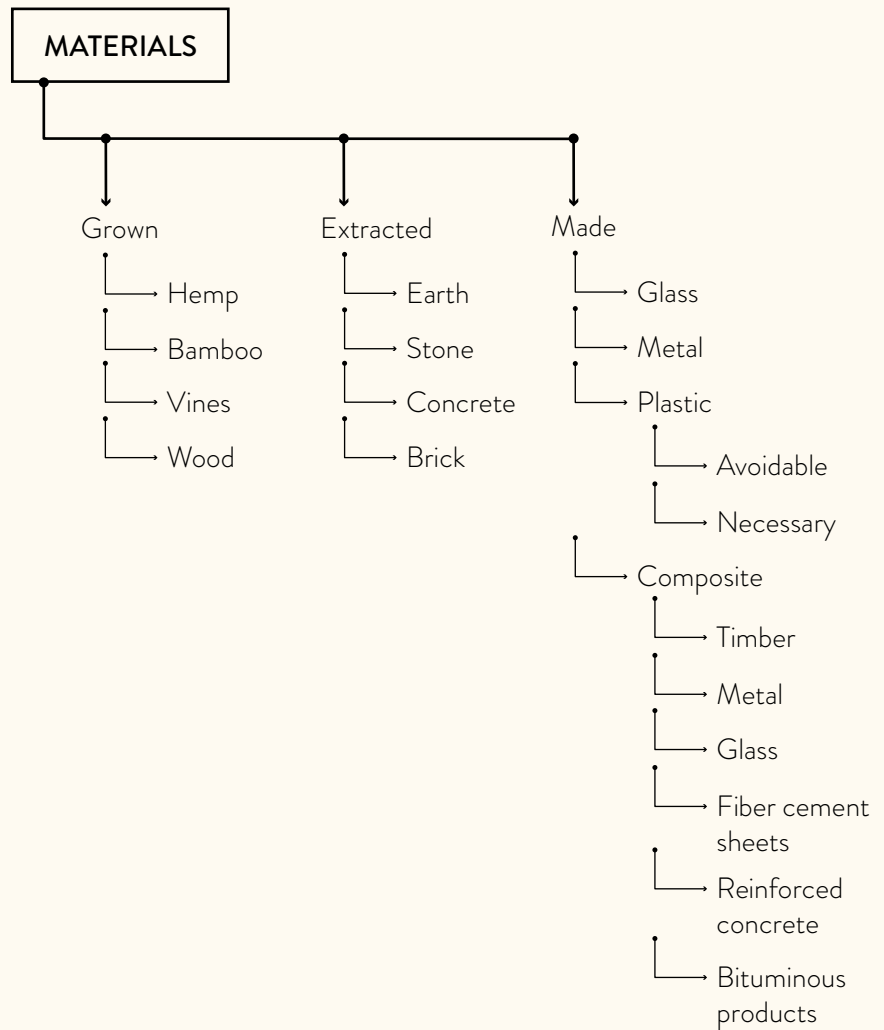 MATERIALS
Grown
Hemp
Bamboo
Vines
Wood
Extracted
Earth
Stone
Concrete
Brick
Made
Glass
Metal
Plastic
Avoidable
Necessary
Composite
Timber
Metal
Glass
Fiber cement
sheets
Reinforced
concrete
Bituminous
products